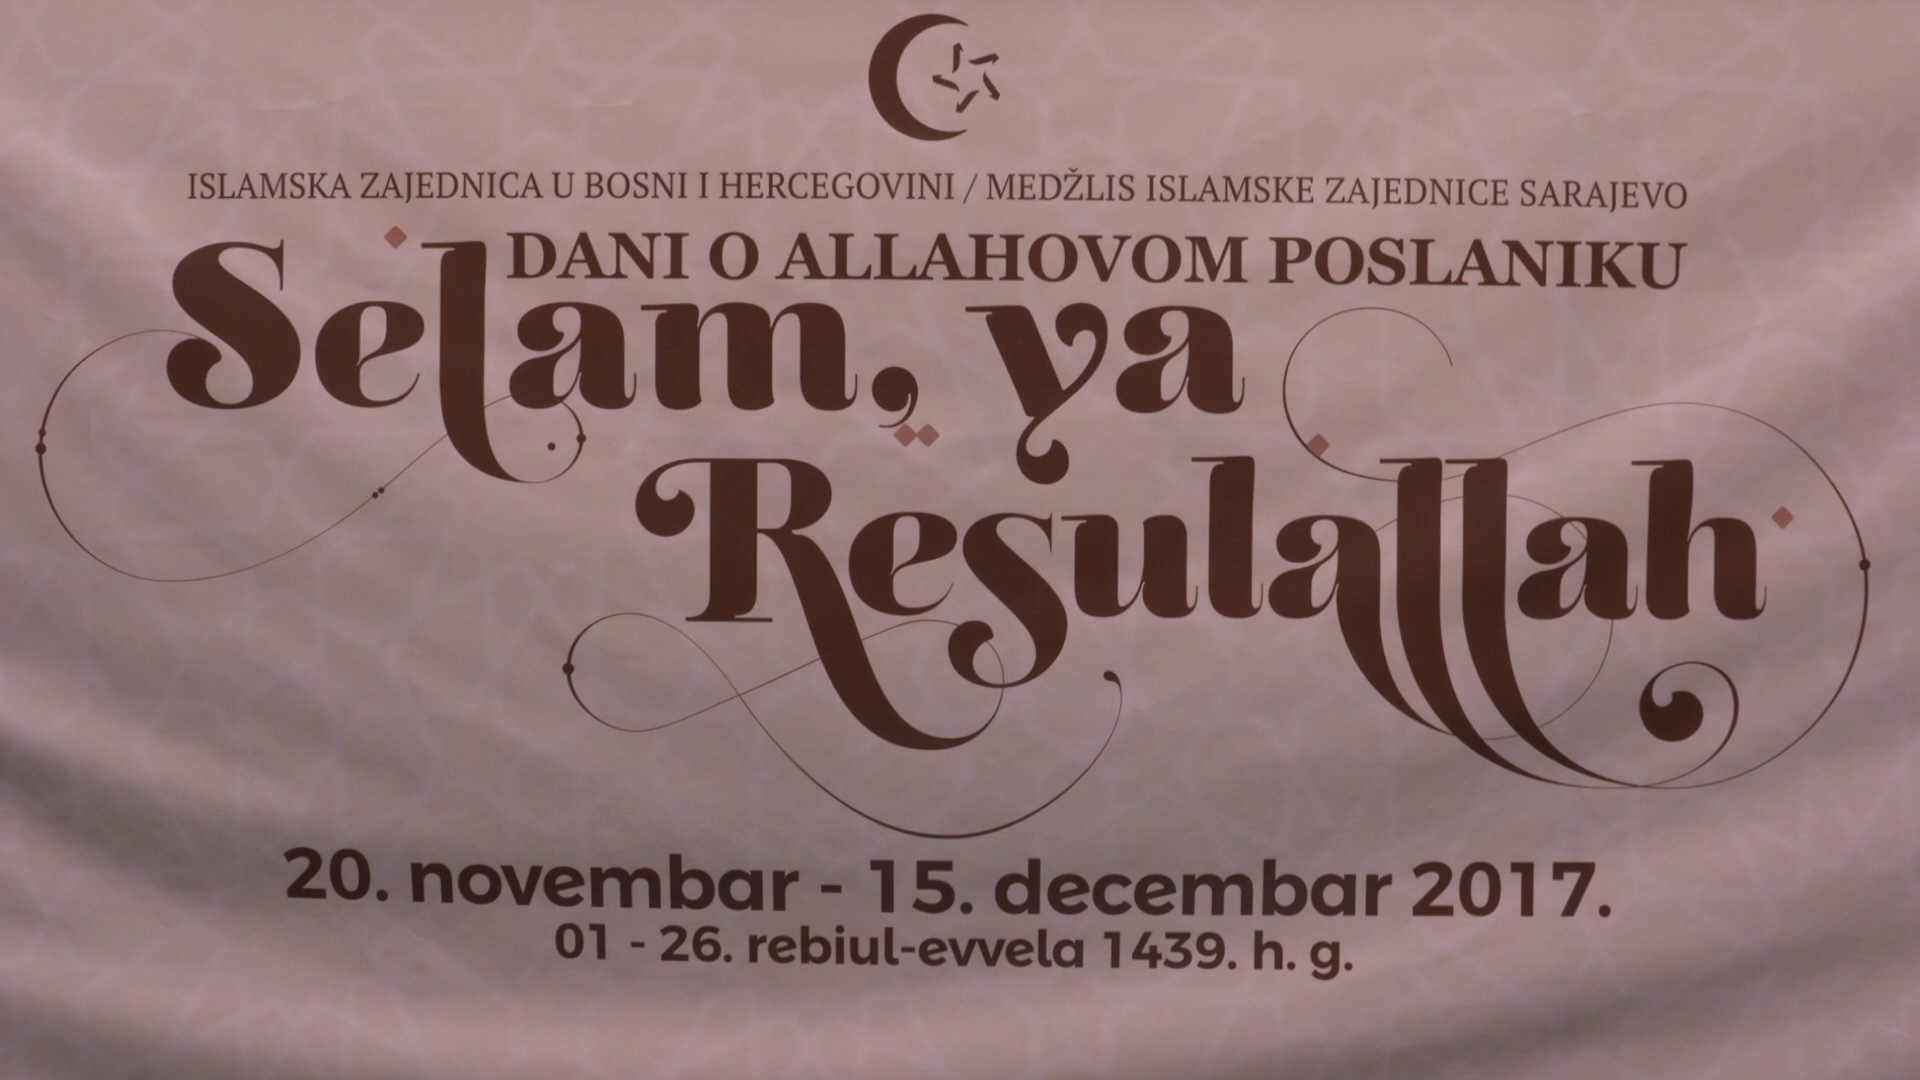 ISLAMSKA ZAJEDNICA U BOSNI I HERCEGOVINI / MEDŽLIS ISLAMSKE ZAJEDNICE SARAJEVO
DANI O ALLAHOVOM POSLANIKU
Selam, ya
Resulallah
20. novembar - 15. decembar 2017.
01 - 26. rebiul-evvela 1439. h. g.